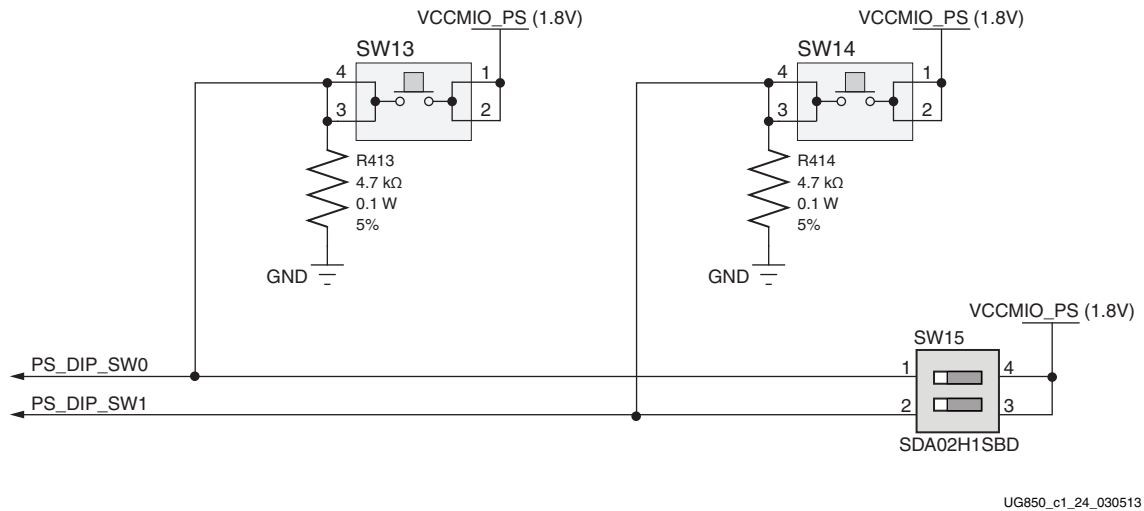 VCCMIO_PS (1.8V)
VCCMIO_PS (1.8V)
SW13
SW14
4
1
4
1
3
2
3
2
R413
4.7 kΩ
0.1 W
5%
R414
4.7 kΩ
0.1 W
5%
GND
GND
VCCMIO_PS (1.8V)
SW15
PS_DIP_SW0
1
4
PS_DIP_SW1
2
3
SDA02H1SBD
UG850_c1_24_030513